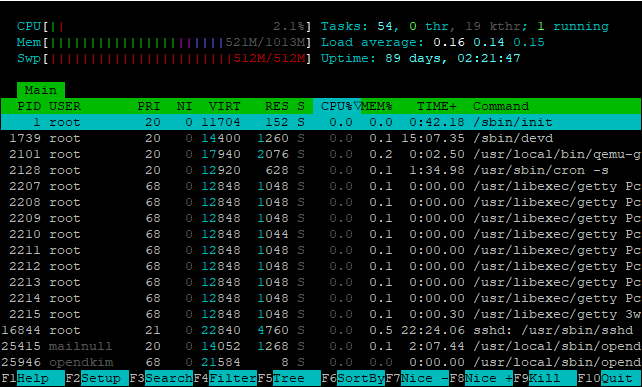 CPU[|| 2.1%] Tasks: 54, 0 thr, 19 kthr; 1 running
Mem[|||||||||||||||||||||||521M/1013M] Load average: 0.16 0.14 0.15
Swp[||||||||||||||||||||||||512M/512M] Uptime: 89 days, 02:21:47
Main
PID USER PRI NI VIRT RES S CPU%▽MEM% TIME+ Command
1 root 20 0 11704 152 S 0.0 0.0 0:42.18 /sbin/init
1739 root 20 0 14400 1260 S 0.0 0.1 15:07.35 /sbin/devd
2101 root 20 0 17940 2076 S 0.0 0.2 0:02.50 /usr/local/bin/qemu-g
2128 root 20 0 12920 628 S 0.0 0.1 1:34.98 /usr/sbin/cron -s
2207 root 68 0 12848 1048 S 0.0 0.1 0:00.00 /usr/libexec/getty Pc
2208 root 68 0 12848 1048 S 0.0 0.1 0:00.00 /usr/libexec/getty Pc
2209 root 68 0 12848 1048 S 0.0 0.1 0:00.00 /usr/libexec/getty Pc
2210 root 68 0 12848 1044 S 0.0 0.1 0:00.00 /usr/libexec/getty Pc
2211 root 68 0 12848 1048 S 0.0 0.1 0:00.00 /usr/libexec/getty Pc
2212 root 68 0 12848 1048 S 0.0 0.1 0:00.00 /usr/libexec/getty Pc
2213 root 68 0 12848 1048 S 0.0 0.1 0:00.00 /usr/libexec/getty Pc
2214 root 68 0 12848 1048 S 0.0 0.1 0:00.00 /usr/libexec/getty Pc
2215 root 68 0 12848 1048 S 0.0 0.1 0:00.30 /usr/libexec/getty 3w
16844 root 21 0 22840 4760 S 0.0 0.5 22:24.06 sshd: /usr/sbin/sshd
25415 mailnull 20 0 14052 1268 S 0.0 0.1 2:07.44 /usr/local/sbin/opend
25946 opendkim 68 0 21584 8 S 0.0 0.0 0:00.00 /usr/local/sbin/opend
F1Help F2Setup F3SearchF4FilterF5Tree F6SortByF7Nice -F8Nice +F9Kill F10Quit